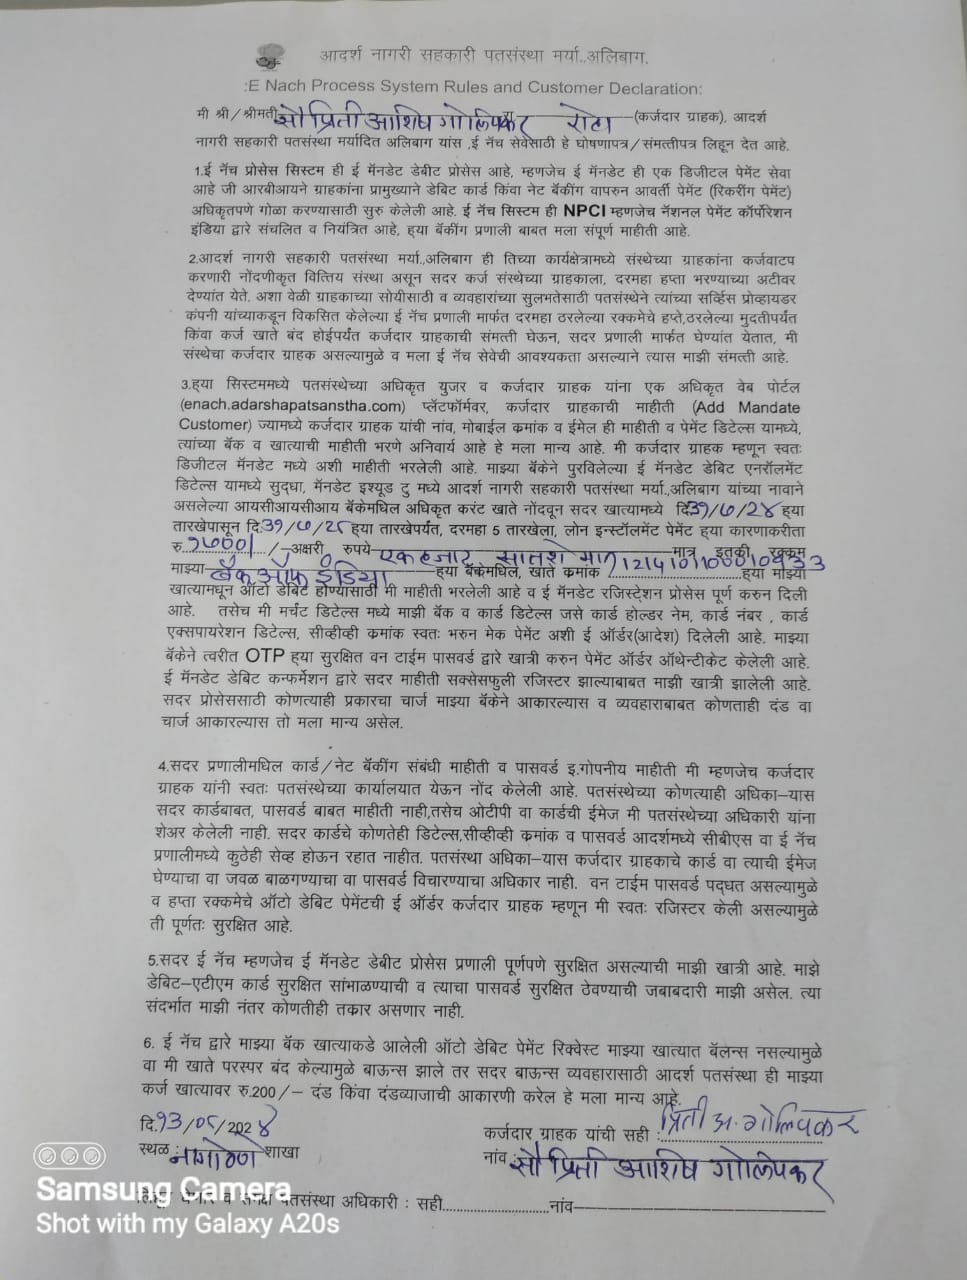 आदर्श नागरी सहकारी पतसंस्था मर्या.,अलिबाग.
:E Nach Process System Rules and Customer Declaration:
मी श्री/श्रीमती सौ प्रिती आशिष गोळीपकर रा (कर्जदार ग्राहक), आदर्श
नागरी सहकारी पतसंस्था मर्यादित अलिबाग यांस ,ई नॅच सेवेसाठी हे घोषणापत्र/संमत्तीपत्र लिहून देत आहे.
1.ई नॅच प्रोसेस सिस्टिम ही ई मॅनडेट डेबीट प्रोसेस आहे, म्हणजेच ई मॅनडेट ही एक डिजिटल पेमेंट सेवा
आहे जी आरबीआयने ग्राहकांना प्रामुख्याने डेबिट कार्ड किंवा नेट बँकींग वापरुन आवर्ती पेमेंट (रिकरींग पेमेंट)
अधिकृतपणे गोळा करण्यासाठी सुरु केलेली आहे. ई नॅच सिस्टिम ही NPCI म्हणजेच नॅशनल पेमेंट कॉर्पोरेशन
इंडिया द्वारे संचलित व नियंत्रित आहे, हया बँकींग प्रणाली बाबत मला संपूर्ण माहीती आहे.
2.आदर्श नागरी सहकारी पतसंस्था मर्या.,अलिबाग ही तिच्या कार्यक्षेत्रामध्ये संस्थेच्या ग्राहकांना कर्जवाटप
करणारी नोंदणीकृत वित्तिय संस्था असून सदर कर्ज संस्थेच्या ग्राहकाला, दरमहा हप्ता भरण्याच्या अटीवर
देण्यांत येते. अशा वेळी ग्राहकाच्या सोयीसाठी व व्यवहारांच्या सुलभतेसाठी पतसंस्थेने त्यांच्या सर्व्हिस प्रोव्हायडर
कंपनी यांच्याकडून विकसित केलेल्या ई नॅच प्रणाली मार्फत दरमहा ठरलेल्या रक्कमेचे हप्ते,ठरलेल्या मुदतीपर्यंत
किंवा कर्ज खाते बंद होईपर्यंत कर्जदार ग्राहकाची संमत्ती घेऊन, सदर प्रणाली मार्फत घेण्यांत येतात, मी
संस्थेचा कर्जदार ग्राहक असल्यामुळे व मला ई नॅच सेवेची आवश्यकता असल्याने त्यास माझी संमत्ती आहे.
3.हया सिस्टिममध्ये पतसंस्थेच्या अधिकृत युजर व कर्जदार ग्राहक यांना एक अधिकृत वेब पोर्टल
(enach.adarshapatsanstha.com) प्लॅटफॉर्मवर, कर्जदार ग्राहकाची माहीती (Add Mandate
Customer) ज्यामध्ये कर्जदार ग्राहक यांची नांव, मोबाईल क्रमांक व ईमेल ही माहीती व पेमेंट डिटेल्स यामध्ये,
त्यांच्या बँक व खात्याची माहीती भरणे अनिवार्य आहे हे मला मान्य आहे. मी कर्जदार ग्राहक म्हणून स्वतः
डिजीटल मॅनडेट मध्ये अशी माहीती भरलेली आहे. माझ्या बँकेने पुरविलेल्या ई मॅनडेट डेबिट एनरॉलमेंट
डिटेल्स यामध्ये सुद्धा, मॅनडेट इश्यूड टु मध्ये आदर्श नागरी सहकारी पतसंस्था मर्या.,अलिबाग यांच्या नावाने
असलेल्या आयसीआयसीआय बँकेमधिल अधिकृत करंट खाते नोंदवून सदर खात्यामध्ये दि.31/7/24 हया
तारखेपासून दि.31/7/25 हया तारखेपर्यंत, दरमहा 5 तारखेला, लोन इन्स्टॉलमेंट पेमेंट हया कारणाकरीता
रु.1700/-अक्षरी रुपये एक हजार सातशे मात्र मात्र इतकी रक्कम
माझ्या बँक ऑफ इंडिया हया बँकेमधिल, खाते क्रमांक 1214101100010933 हया माझ्या
खात्यामधून ऑटो डेबिट होण्यासाठी मी माहीती भरलेली आहे व ई मॅनडेट रजिस्ट्रेशन प्रोसेस पूर्ण करुन दिली
आहे. तसेच मी मर्चंट डिटेल्स मध्ये माझी बँक व कार्ड डिटेल्स जसे कार्ड होल्डर नेम, कार्ड नंबर , कार्ड
एक्सपायरेशन डिटेल्स, सीव्हीव्ही क्रमांक स्वतः भरुन मेक पेमेंट अशी ई ऑर्डर(आदेश) दिलेली आहे. माझ्या
बँकेने त्वरीत OTP हया सुरक्षित वन टाईम पासवर्ड द्वारे खात्री करुन पेमेंट ऑर्डर ऑथेन्टीकेट केलेली आहे.
ई मॅनडेट डेबिट कन्फर्मेशन द्वारे सदर माहीती सक्सेसफुली रजिस्टर झाल्याबाबत माझी खात्री झालेली आहे.
सदर प्रोसेससाठी कोणत्याही प्रकारचा चार्ज माझ्या बँकेने आकारल्यास व व्यवहाराबाबत कोणताही दंड वा
चार्ज आकारल्यास तो मला मान्य असेल.
4.सदर प्रणालीमधिल कार्ड/नेट बँकींग संबंधी माहीती व पासवर्ड इ.गोपनीय माहीती मी म्हणजेच कर्जदार
ग्राहक यांनी स्वतः पतसंस्थेच्या कार्यालयात येऊन नोंद केलेली आहे. पतसंस्थेच्या कोणत्याही अधिका–यास
सदर कार्डबाबत, पासवर्ड बाबत माहीती नाही,तसेच ओटीपी वा कार्डची ईमेज मी पतसंस्थेच्या अधिकारी यांना
शेअर केलेली नाही. सदर कार्डचे कोणतेही डिटेल्स,सीव्हीव्ही क्रमांक व पासवर्ड आदर्शमध्ये सीबीएस वा ई नॅच
प्रणालीमध्ये कुठेही सेव्ह होऊन रहात नाहीत. पतसंस्था अधिका–यास कर्जदार ग्राहकाचे कार्ड वा त्याची ईमेज
घेण्याचा वा जवळ बाळगण्याचा वा पासवर्ड विचारण्याचा अधिकार नाही. वन टाईम पासवर्ड पद्धत असल्यामुळे
व हप्ता रक्कमेचे ऑटो डेबिट पेमेंटची ई ऑर्डर कर्जदार ग्राहक म्हणून मी स्वतः रजिस्टर केली असल्यामुळे
ती पूर्णतः सुरक्षित आहे.
5.सदर ई नॅच म्हणजेच ई मॅनडेट डेबीट प्रोसेस प्रणाली पूर्णपणे सुरक्षित असल्याची माझी खात्री आहे. माझे
डेबिट–एटीएम कार्ड सुरक्षित सांभाळण्याची व त्याचा पासवर्ड सुरक्षित ठेवण्याची जबाबदारी माझी असेल. त्या
संदर्भात माझी नंतर कोणतीही तकार असणार नाही.
6. ई नॅच द्वारे माझ्या बँक खात्याकडे आलेली ऑटो डेबिट पेमेंट रिक्वेस्ट माझ्या खात्यात बॅलन्स नसल्यामुळे
वा मी खाते परस्पर बंद केल्यामुळे बाऊन्स झाले तर सदर बाऊन्स व्यवहारासाठी आदर्श पतसंस्था ही माझ्या
कर्ज खात्यावर रु.200/– दंड किंवा दंडव्याजाची आकारणी करेल हे मला मान्य आहे.
दि.13/05/2024
कर्जदार ग्राहक यांची सही : प्रिती अ. गोळीपकर
स्थळ : नागोठणे शाखा
नांव: सौ प्रिती आशिष गोळीपकर
पतसंस्था अधिकारी : सही नांव
Samsung Camera
Shot with my Galaxy A20s